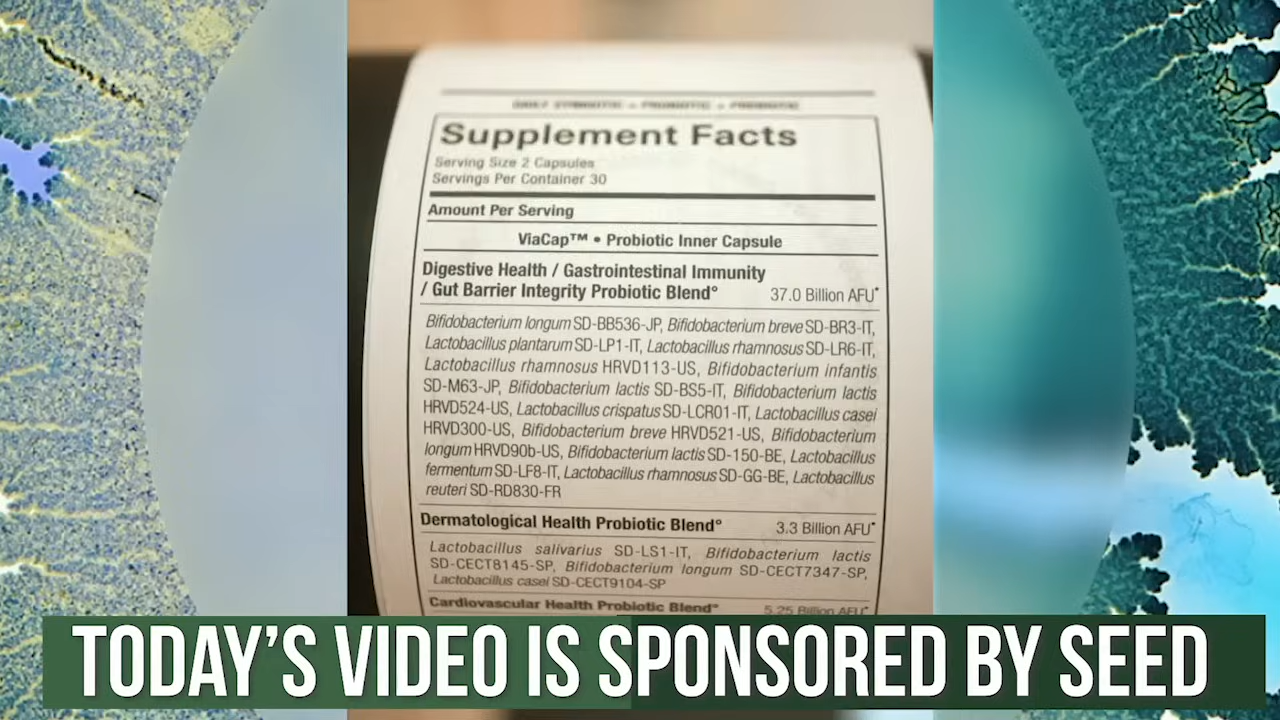 DAILY SYNBIOTIC • PROBIOTIC + PREBIOTIC
Supplement Facts
Serving Size 2 Capsules
Servings Per Container 30
Amount Per Serving
ViaCap™ • Probiotic Inner Capsule
Digestive Health / Gastrointestinal Immunity
/ Gut Barrier Integrity Probiotic Blend° 37.0 Billion AFU*
Bifidobacterium longum SD-BB536-JP, Bifidobacterium breve SD-BR3-IT,
Lactobacillus plantarum SD-LP1-IT, Lactobacillus rhamnosus SD-LR6-IT,
Lactobacillus rhamnosus HRVD113-US, Bifidobacterium infantis
SD-M63-JP, Bifidobacterium lactis SD-BS5-IT, Bifidobacterium lactis
HRVD524-US, Lactobacillus crispatus SD-LCR01-IT, Lactobacillus casei
HRVD300-US, Bifidobacterium breve HRVD521-US, Bifidobacterium
longum HRVD90b-US, Bifidobacterium lactis SD-150-BE, Lactobacillus
fermentum SD-LF8-IT, Lactobacillus rhamnosus SD-GG-BE, Lactobacillus
reuteri SD-RD830-FR
Dermatological Health Probiotic Blend° 3.3 Billion AFU*
Lactobacillus salivarius SD-LS1-IT, Bifidobacterium lactis
SD-CECT8145-SP, Bifidobacterium longum SD-CECT7347-SP,
Lactobacillus casei SD-CECT9104-SP
Cardiovascular Health Probiotic Blend° 5.25 Billion AFU*
TODAY'S VIDEO IS SPONSORED BY SEED